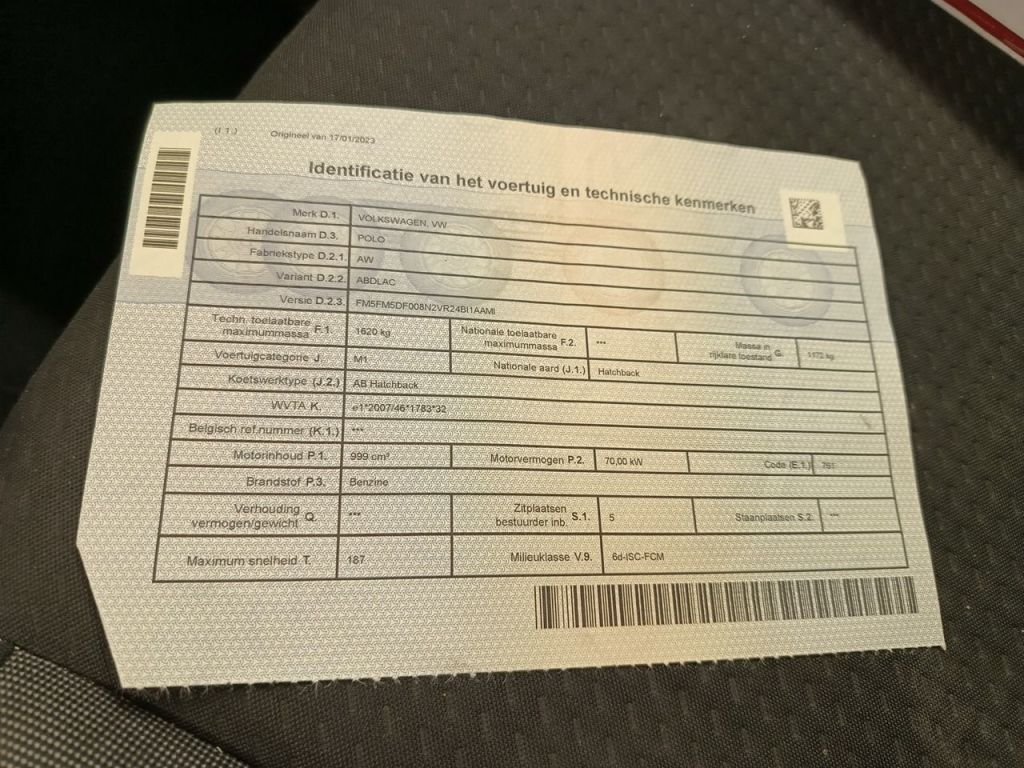 (I.1.) Origineel van 17/01/2023
Identificatie van het voertuig en technische kenmerken
Merk D.1. VOLKSWAGEN, VW
Handelsnaam D.3. POLO
Fabriekstype D.2.1. AW
Variant D.2.2. ABDLAC
Versie D.2.3. FM5FM5DF008N2VR24BI1AAMI
Techn. toelaatbare maximummassa F.1. 1620 kg Nationale toelaatbare maximummassa F.2. *** Massa in rijklare toestand G. kg
Voertuigcategorie J. M1 Nationale aard (J.1.) Hatchback
Koetswerktype (J.2.) AB Hatchback
WVTA K. e1*2007/46*1783*32
Belgisch ref.nummer (K.1.) ***
Motorinhoud P.1. 999 cm³ Motorvermogen P.2. 70,00 kW Code (E.1.) 751
Brandstof P.3. Benzine
Verhouding vermogen/gewicht Q. *** Zitplaatsen bestuurder inb. S.1. 5 Staanplaatsen S.2. ***
Maximum snelheid T. 187 Milieuklasse V.9. 6d-ISC-FCM